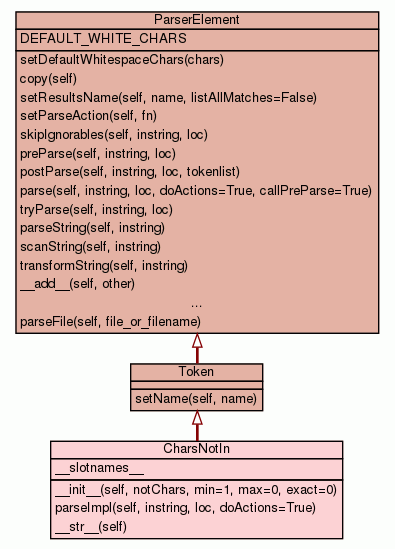 ParserElement
DEFAULT_WHITE_CHARS
setDefaultWhitespaceChars(chars)
copy(self)
setResultsName(self, name, listAllMatches=False)
setParseAction(self, fn)
skipIgnorables(self, instring, loc)
preParse(self, instring, loc)
postParse(self, instring, loc, tokenlist)
parse(self, instring, loc, doActions=True, callPreParse=True)
tryParse(self, instring, loc)
parseString(self, instring)
scanString(self, instring)
transformString(self, instring)
__add__(self, other)
...
parseFile(self, file_or_filename)
Token
setName(self, name)
CharsNotIn
__slotnames__
__init__(self, notChars, min=1, max=0, exact=0)
parseImpl(self, instring, loc, doActions=True)
__str__(self)